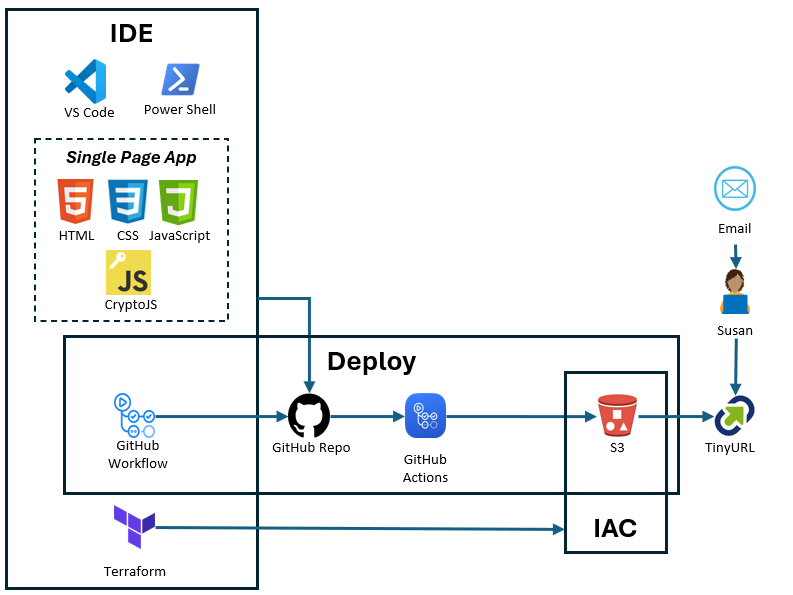 IDE
VS Code
Power Shell
Single Page App
HTML
CSS
JavaScript
JS
CryptoJS
Email
Susan
Deploy
GitHub
Workflow
GitHub Repo
GitHub
Actions
S3
TinyURL
IAC
Terraform